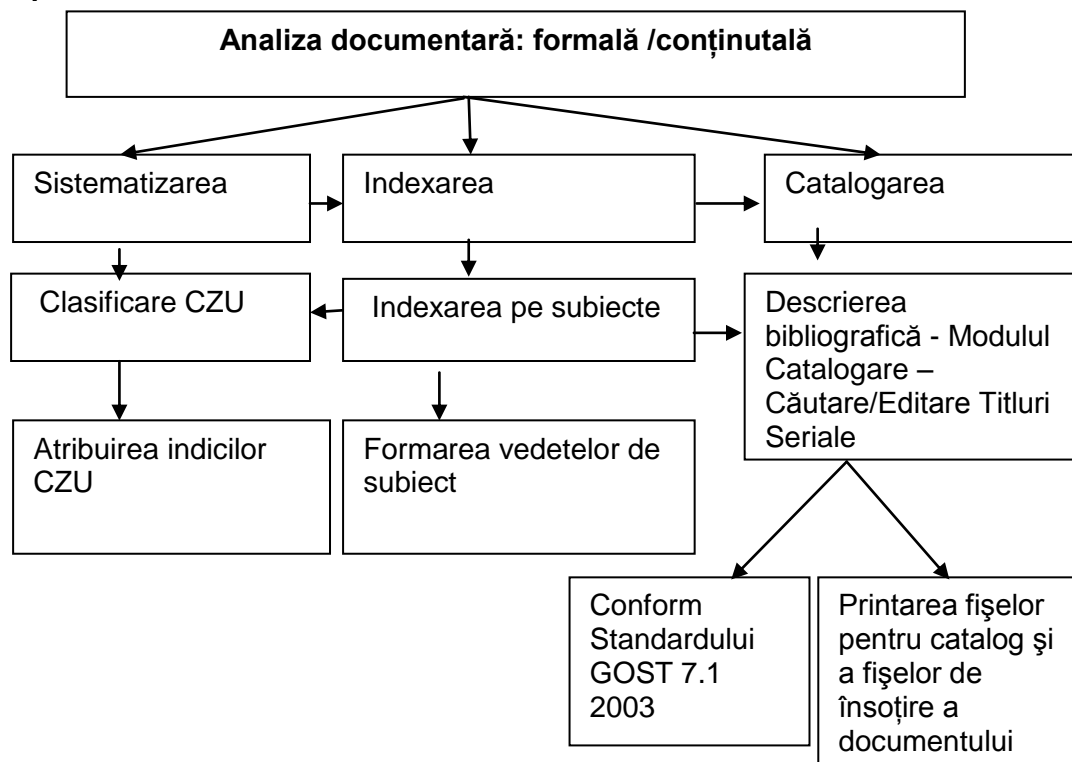 Analiza documentară: formală /conținutală
Sistematizarea
Indexarea
Catalogarea
Clasificare CZU
Indexarea pe subiecte
Descrierea
bibliografică - Modulul
Catalogare –
Căutare/Editare Titluri
Seriale
Atribuirea indicilor
CZU
Formarea vedetelor de
subiect
Conform
Standardului
GOST 7.1
2003
Printarea fişelor
pentru catalog şi
a fişelor de
însoțire a
documentului